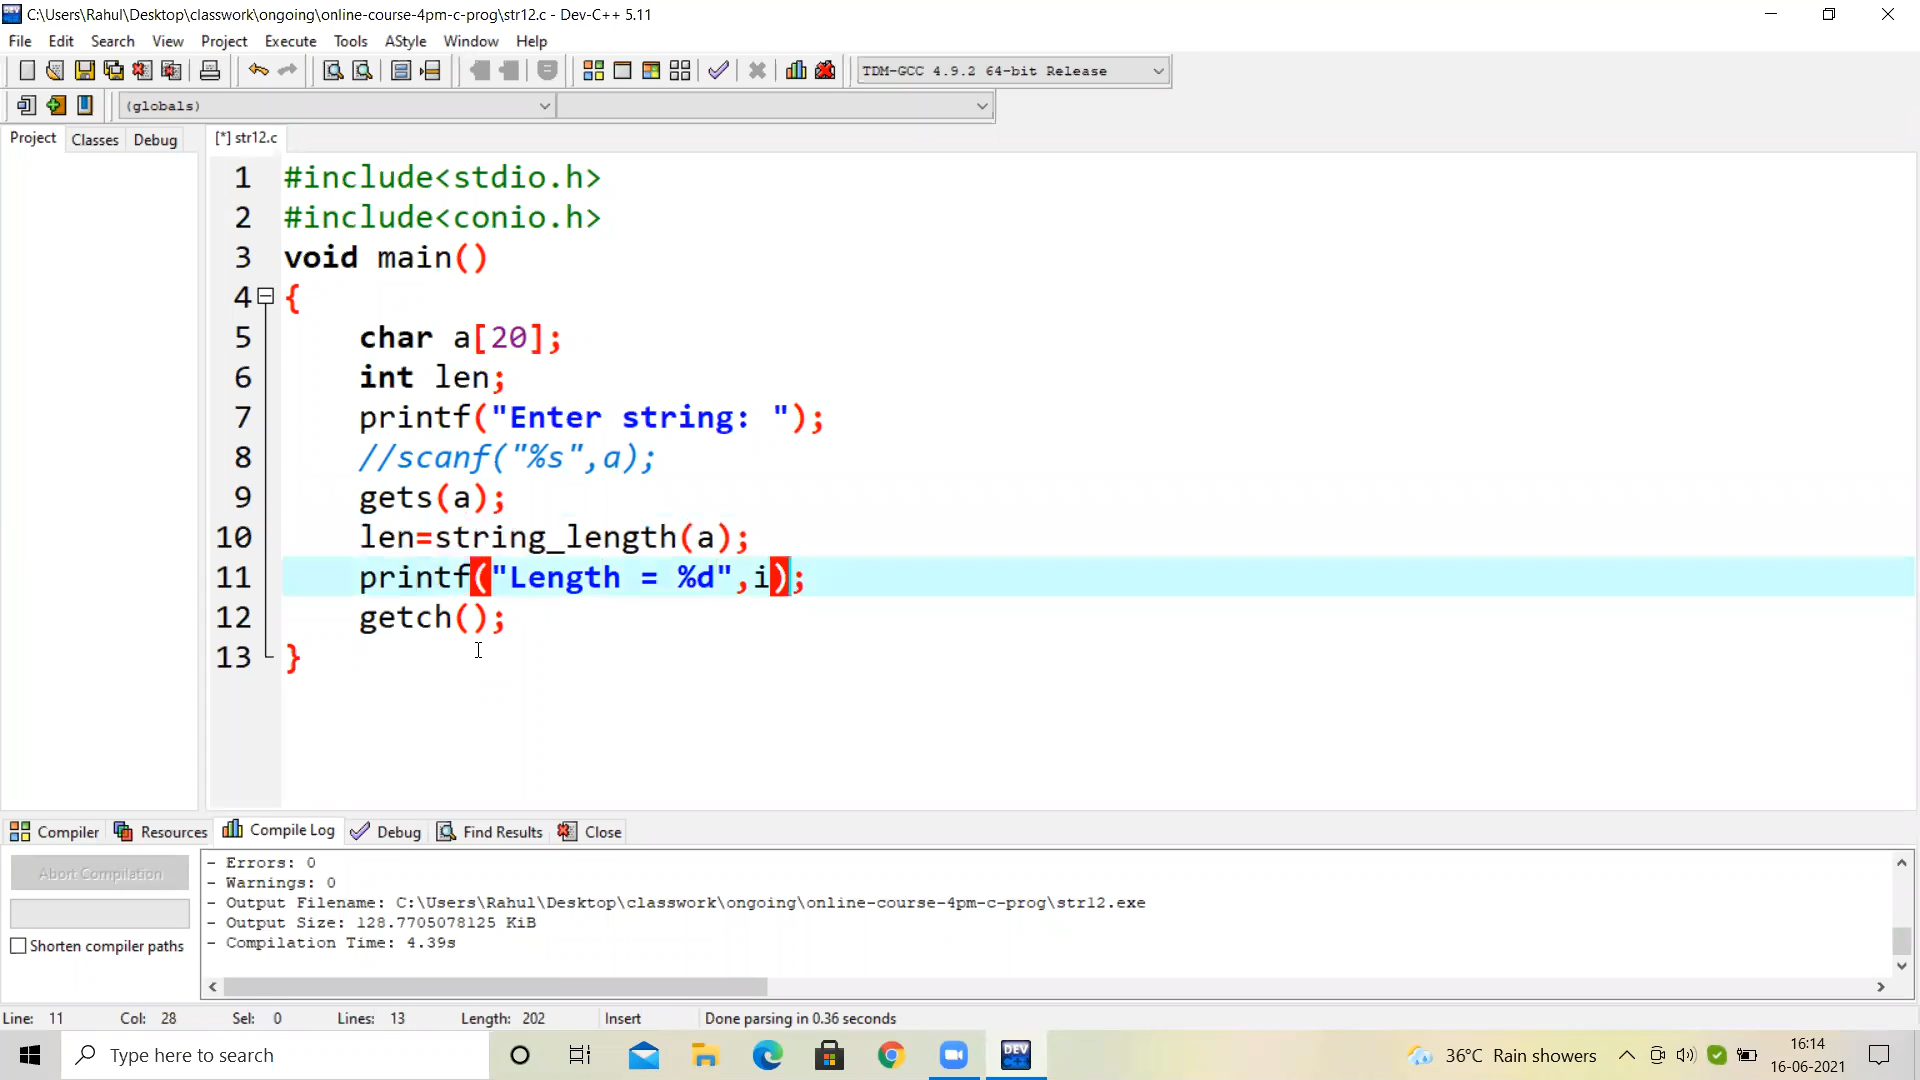 C:\Users\Rahul\Desktop\classwork\ongoing\online-course-4pm-c-prog\str12.c - Dev-C++ 5.11
File Edit Search View Project Execute Tools AStyle Window Help
TDM-GCC 4.9.2 64-bit Release
(globals)
Project Classes Debug [*] str12.c
1 #include<stdio.h>
2 #include<conio.h>
3 void main()
4 {
5 char a[20];
6 int len;
7 printf("Enter string: ");
8 //scanf("%s",a);
9 gets(a);
10 len=string_length(a);
11 printf("Length = %d",i);
12 getch();
13 }
Compiler Resources Compile Log Debug Find Results Close
Abort Compilation
Shorten compiler paths
- Errors: 0
- Warnings: 0
- Output Filename: C:\Users\Rahul\Desktop\classwork\ongoing\online-course-4pm-c-prog\str12.exe
- Output Size: 128.7705078125 KiB
- Compilation Time: 4.39s
Line: 11 Col: 28 Sel: 0 Lines: 13 Length: 202 Insert Done parsing in 0.36 seconds
Type here to search
DEV
36°C Rain showers
16:14
16-06-2021